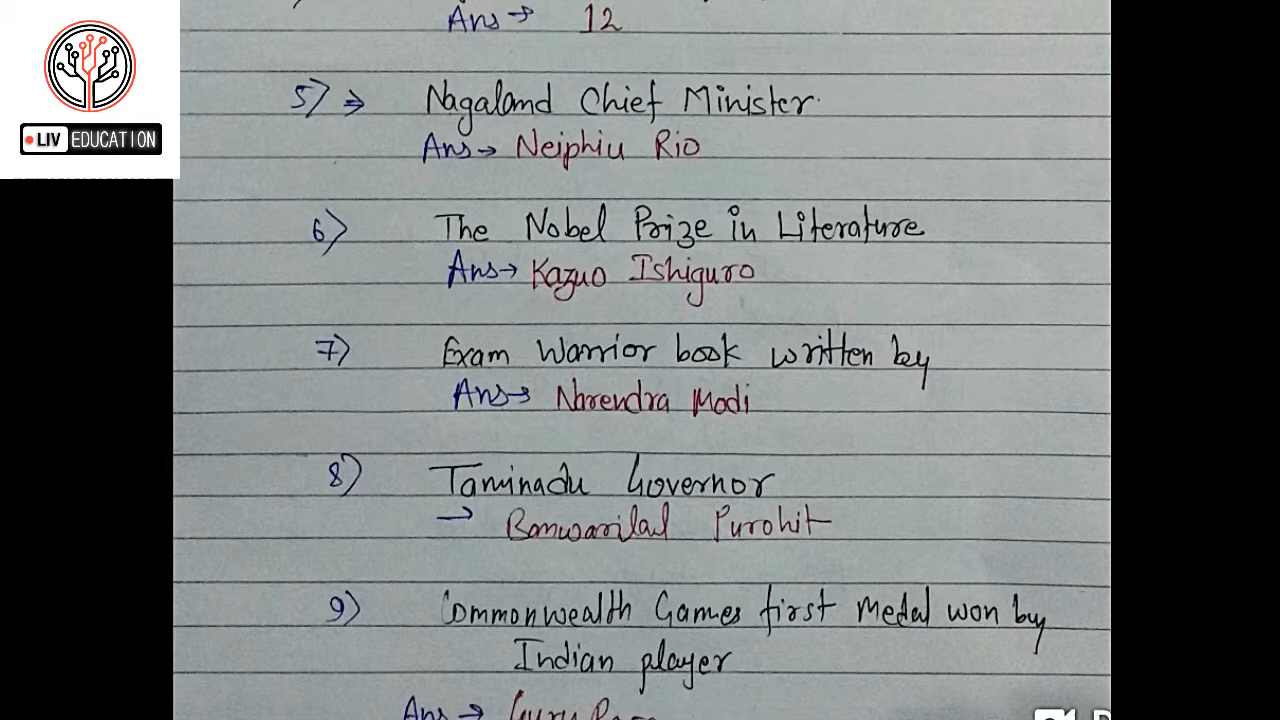 LIV EDUCATION
Ans → 12
5) ⇒ Nagaland Chief Minister.
Ans → Neiphiu Rio
6) The Nobel Prize in Literature
Ans → Kazuo Ishiguro
7) Exam Warrior book written by
Ans → Narendra Modi
8) Taminadu Governor
→ Banwarilal Purohit
9) Commonwealth Games first Medal won by
Indian player
Ans →